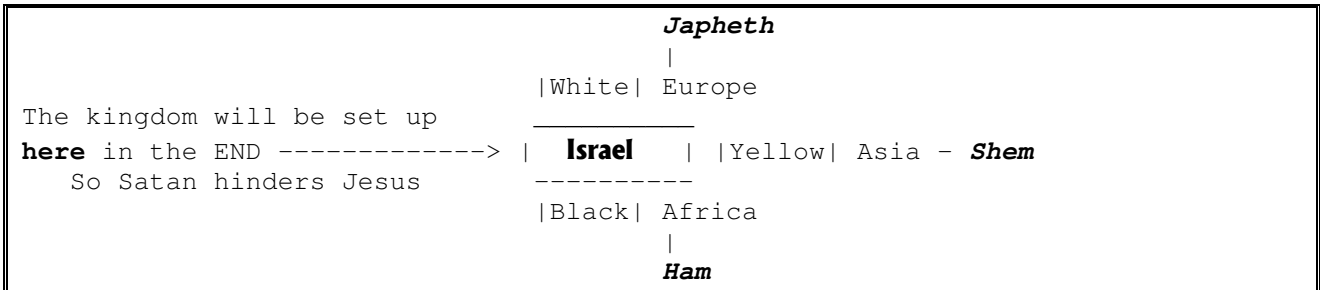 Japheth
|
|White| Europe
The kingdom will be set up __________
here in the END -------------> | Israel | |Yellow| Asia - Shem
So Satan hinders Jesus ----------
|Black| Africa
|
Ham